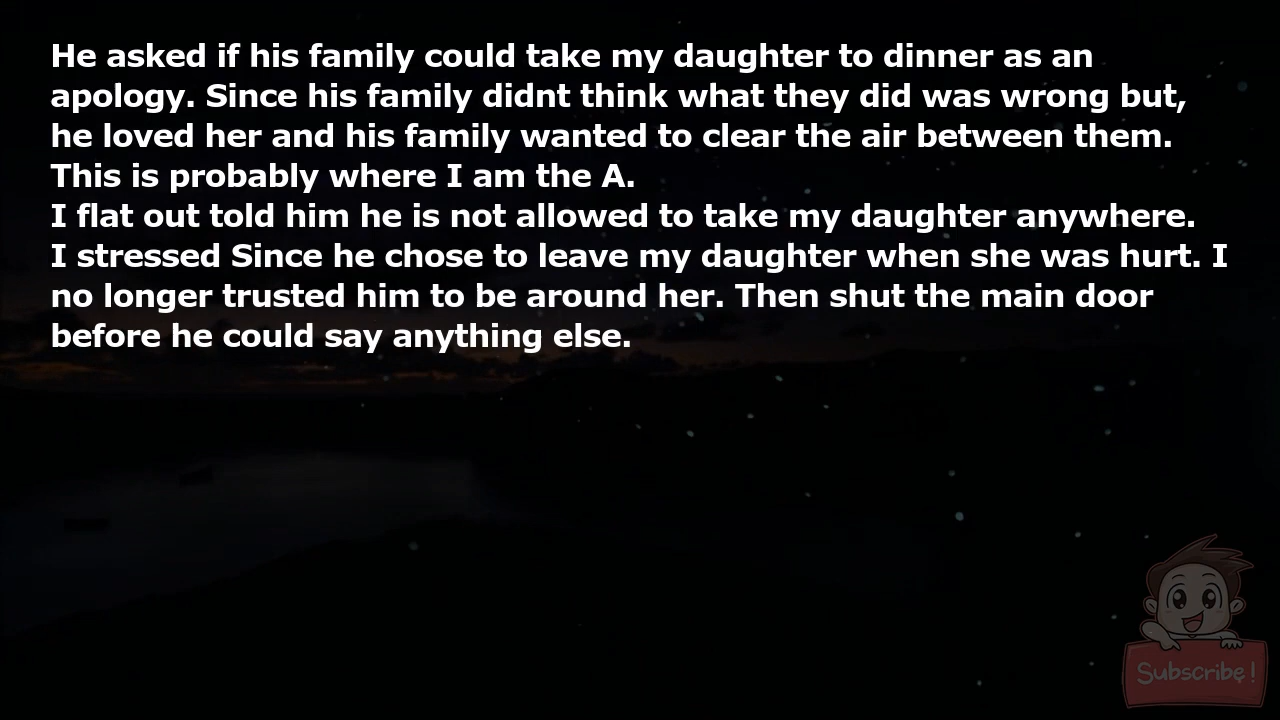 He asked if his family could take my daughter to dinner as an
apology. Since his family didnt think what they did was wrong but,
he loved her and his family wanted to clear the air between them.
This is probably where I am the A.
I flat out told him he is not allowed to take my daughter anywhere.
I stressed Since he chose to leave my daughter when she was hurt. I
no longer trusted him to be around her. Then shut the main door
before he could say anything else.
Subscribe!